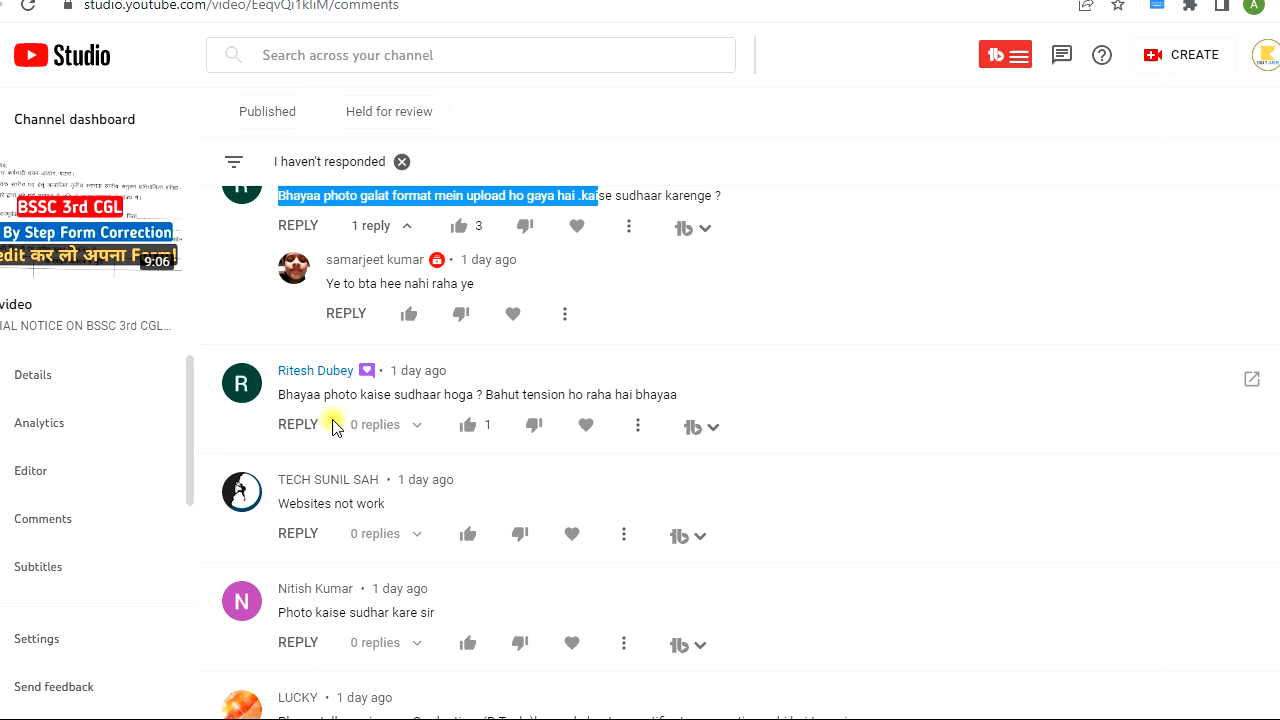 studio.youtube.com/video/EeqvQi1kIiM/comments
A
Studio
Search across your channel
CREATE
Channel dashboard
Published
Held for review
I haven't responded
BSSC 3rd CGL
By Step Form Correction
edit कर लो अपना Form!
9:06
video
IAL NOTICE ON BSSC 3rd CGL...
Details
Analytics
Editor
Comments
Subtitles
Settings
Send feedback
Bhayaa photo galat format mein upload ho gaya hai .kaise sudhaar karenge ?
REPLY 1 reply 3
samarjeet kumar • 1 day ago
Ye to bta hee nahi raha ye
REPLY
R
Ritesh Dubey • 1 day ago
Bhayaa photo kaise sudhaar hoga ? Bahut tension ho raha hai bhayaa
REPLY 0 replies 1
TECH SUNIL SAH • 1 day ago
Websites not work
REPLY 0 replies
N
Nitish Kumar • 1 day ago
Photo kaise sudhar kare sir
REPLY 0 replies
LUCKY • 1 day ago